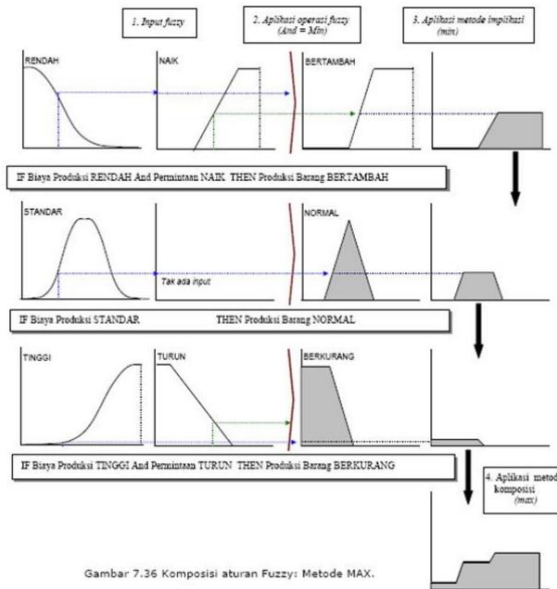 1. Input fuzzy
2. Aplikasi operasi fuzzy
(And = Min)
3. Aplikasi metode implikasi
(min)
RENDAH
NAIK
BERTAMBAH
IF Biaya Produksi RENDAH And Permintaan NAIK THEN Produksi Barang BERTAMBAH
STANDAR
NORMAL
Tak ada input
IF Biaya Produksi STANDAR THEN Produksi Barang NORMAL
TINGGI
TURUN
BERKURANG
IF Biaya Produksi TINGGI And Permintaan TURUN THEN Produksi Barang BERKURANG
4. Aplikasi metod
komposisi
(max)
Gambar 7.36 Komposisi aturan Fuzzy: Metode MAX.